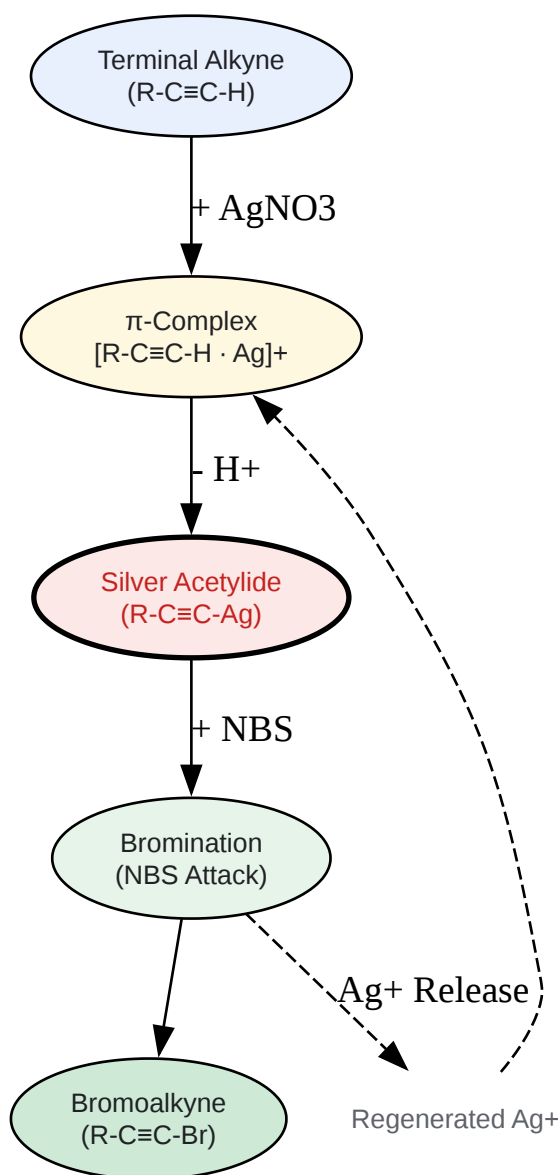 Terminal Alkyne
(R-C≡C-H)
+ AgNO3
π-Complex
[R-C≡C-H · Ag]+
- H+
Silver Acetylide
(R-C≡C-Ag)
+ NBS
Bromination
(NBS Attack)
Ag+ Release
Bromoalkyne
(R-C≡C-Br)
Regenerated Ag+